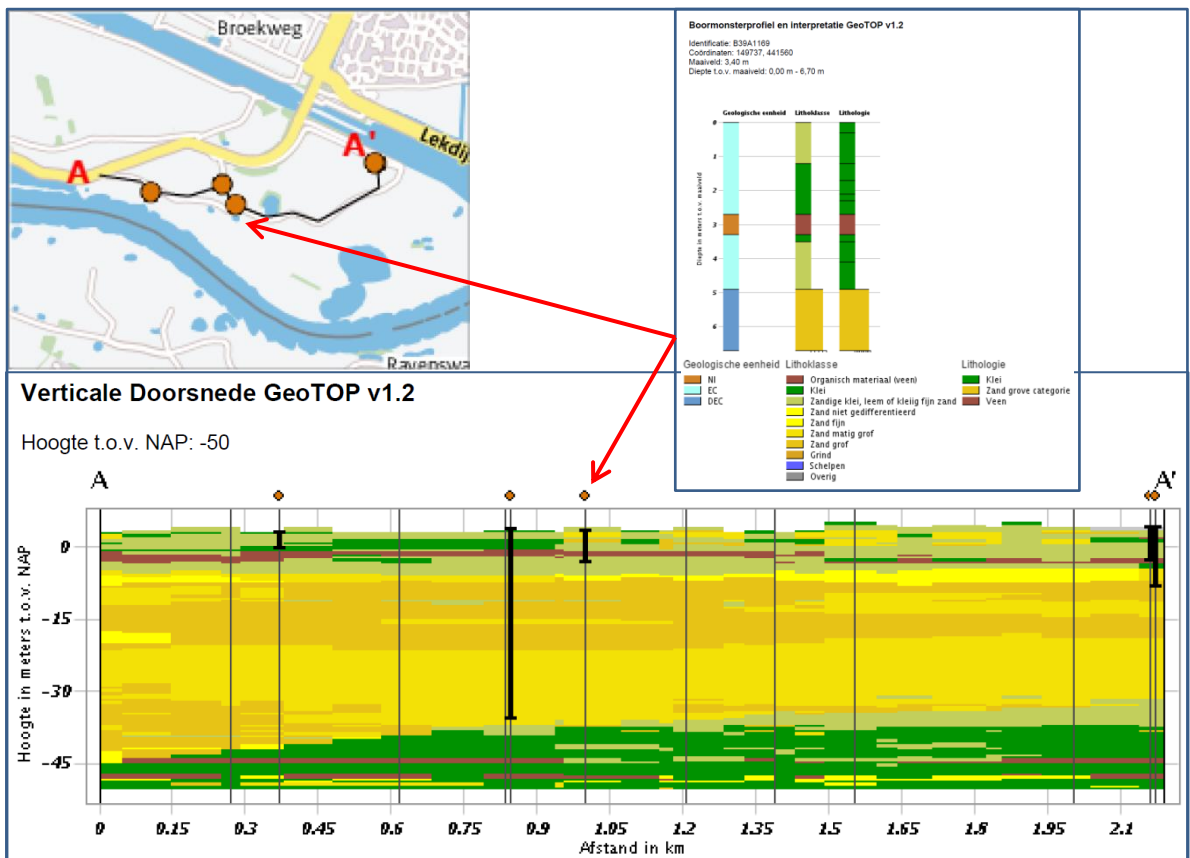 Broekweg
A
A'
Lekdij
Ravenswa
Boormonsterprofiel en interpretatie GeoTOP v1.2
Identificatie: B39A1169
Coördinaten: 149737, 441560
Maaiveld: 3,40 m
Diepte t.o.v. maaiveld: 0,00 m - 6,70 m
Geologische eenheid Lithoklasse Lithologie
Diepte in meters t.o.v. maaiveld
0
1
2
3
4
5
6
Geologische eenheid
NI
EC
DEC
Lithoklasse
Organisch materiaal (veen)
Klei
Zandige klei, leem of kleiig fijn zand
Zand niet gedifferentieerd
Zand fijn
Zand matig grof
Zand grof
Grind
Schelpen
Overig
Lithologie
Klei
Zand grove categorie
Veen
Verticale Doorsnede GeoTOP v1.2
Hoogte t.o.v. NAP: -50
A
A'
Hoogte in meters t.o.v. NAP
0
-15
-30
-45
0 0.15 0.3 0.45 0.6 0.75 0.9 1.05 1.2 1.35 1.5 1.65 1.8 1.95 2.1
Afstand in km